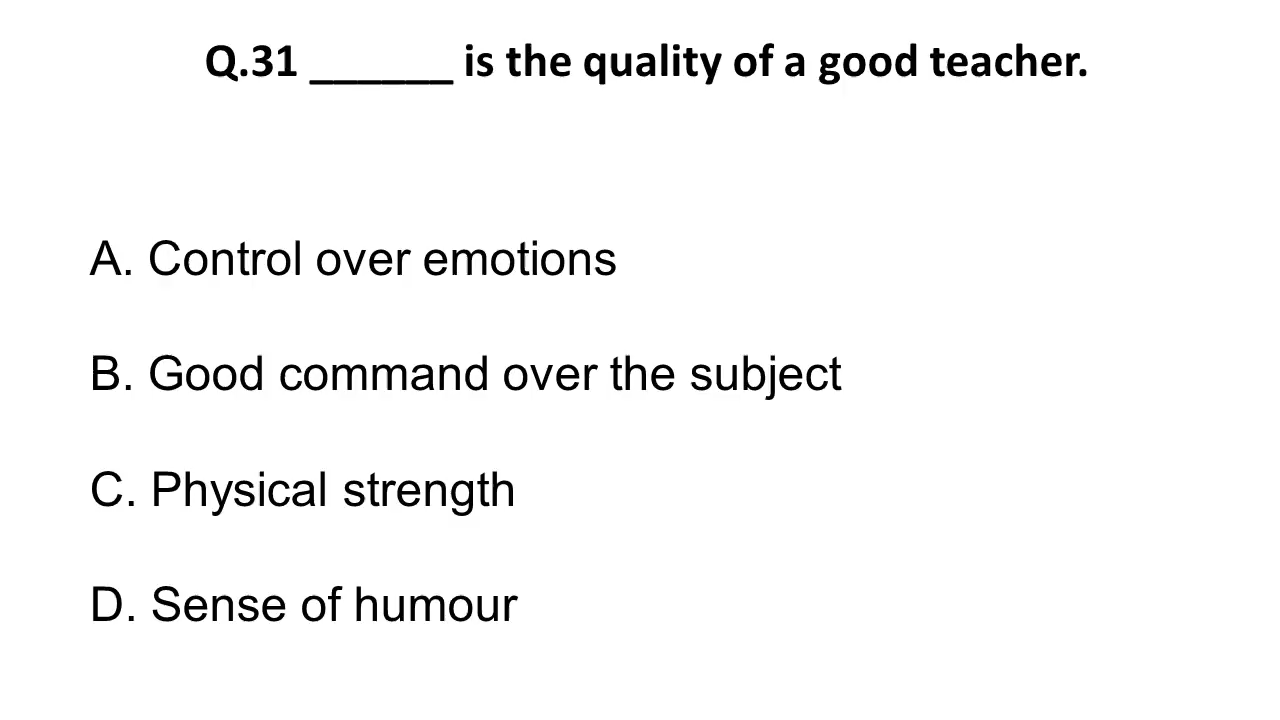 Q.31 ______ is the quality of a good teacher.
A. Control over emotions
B. Good command over the subject
C. Physical strength
D. Sense of humour